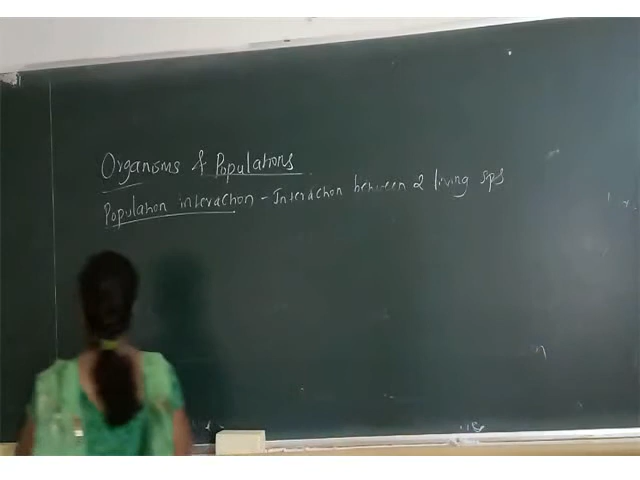 Organisms & Populations
Population interaction - Interaction between 2 living sps